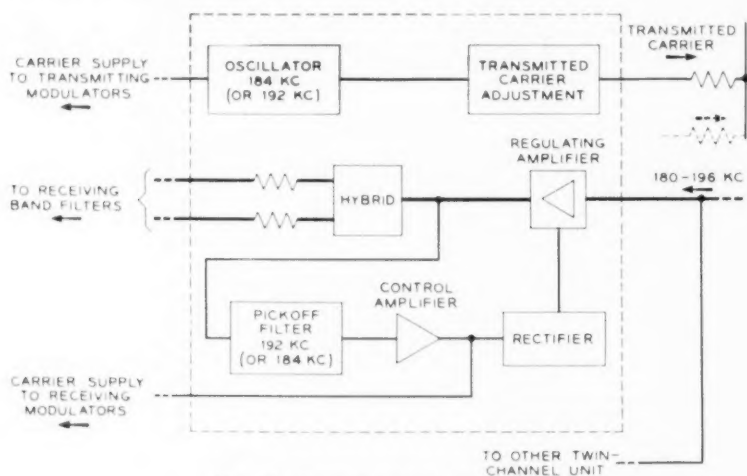 CARRIER SUPPLY
TO TRANSMITTING
MODULATORS
OSCILLATOR
184 KC
(OR 192 KC)
TRANSMITTED
CARRIER
ADJUSTMENT
TRANSMITTED
CARRIER
REGULATING
AMPLIFIER
180-196 KC
TO RECEIVING
BAND FILTERS
HYBRID
CONTROL
AMPLIFIER
PICKOFF
FILTER
192 KC
(OR 184 KC)
RECTIFIER
CARRIER SUPPLY
TO RECEIVING
MODULATORS
TO OTHER TWIN-
CHANNEL UNIT